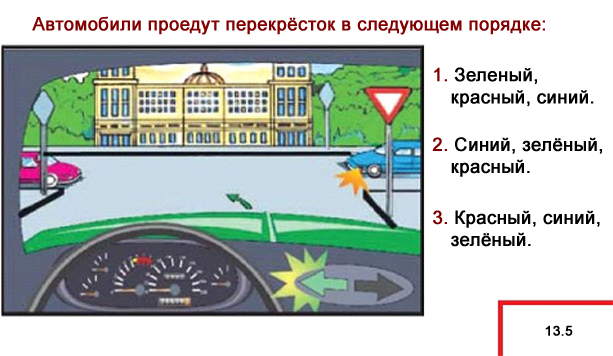 Автомобили проедут перекрёсток в следующем порядке:
1. Зеленый,
красный, синий.
2. Синий, зелёный,
красный.
3. Красный, синий,
зелёный.
13.5